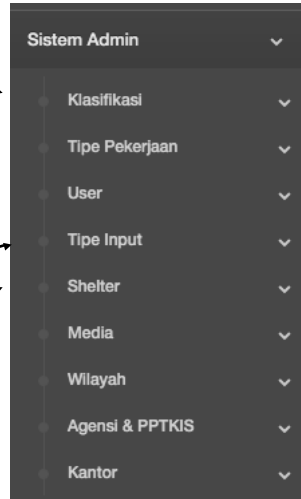 Sistem Admin
Klasifikasi
Tipe Pekerjaan
User
Tipe Input
Shelter
Media
Wilayah
Agensi & PPTKIS
Kantor